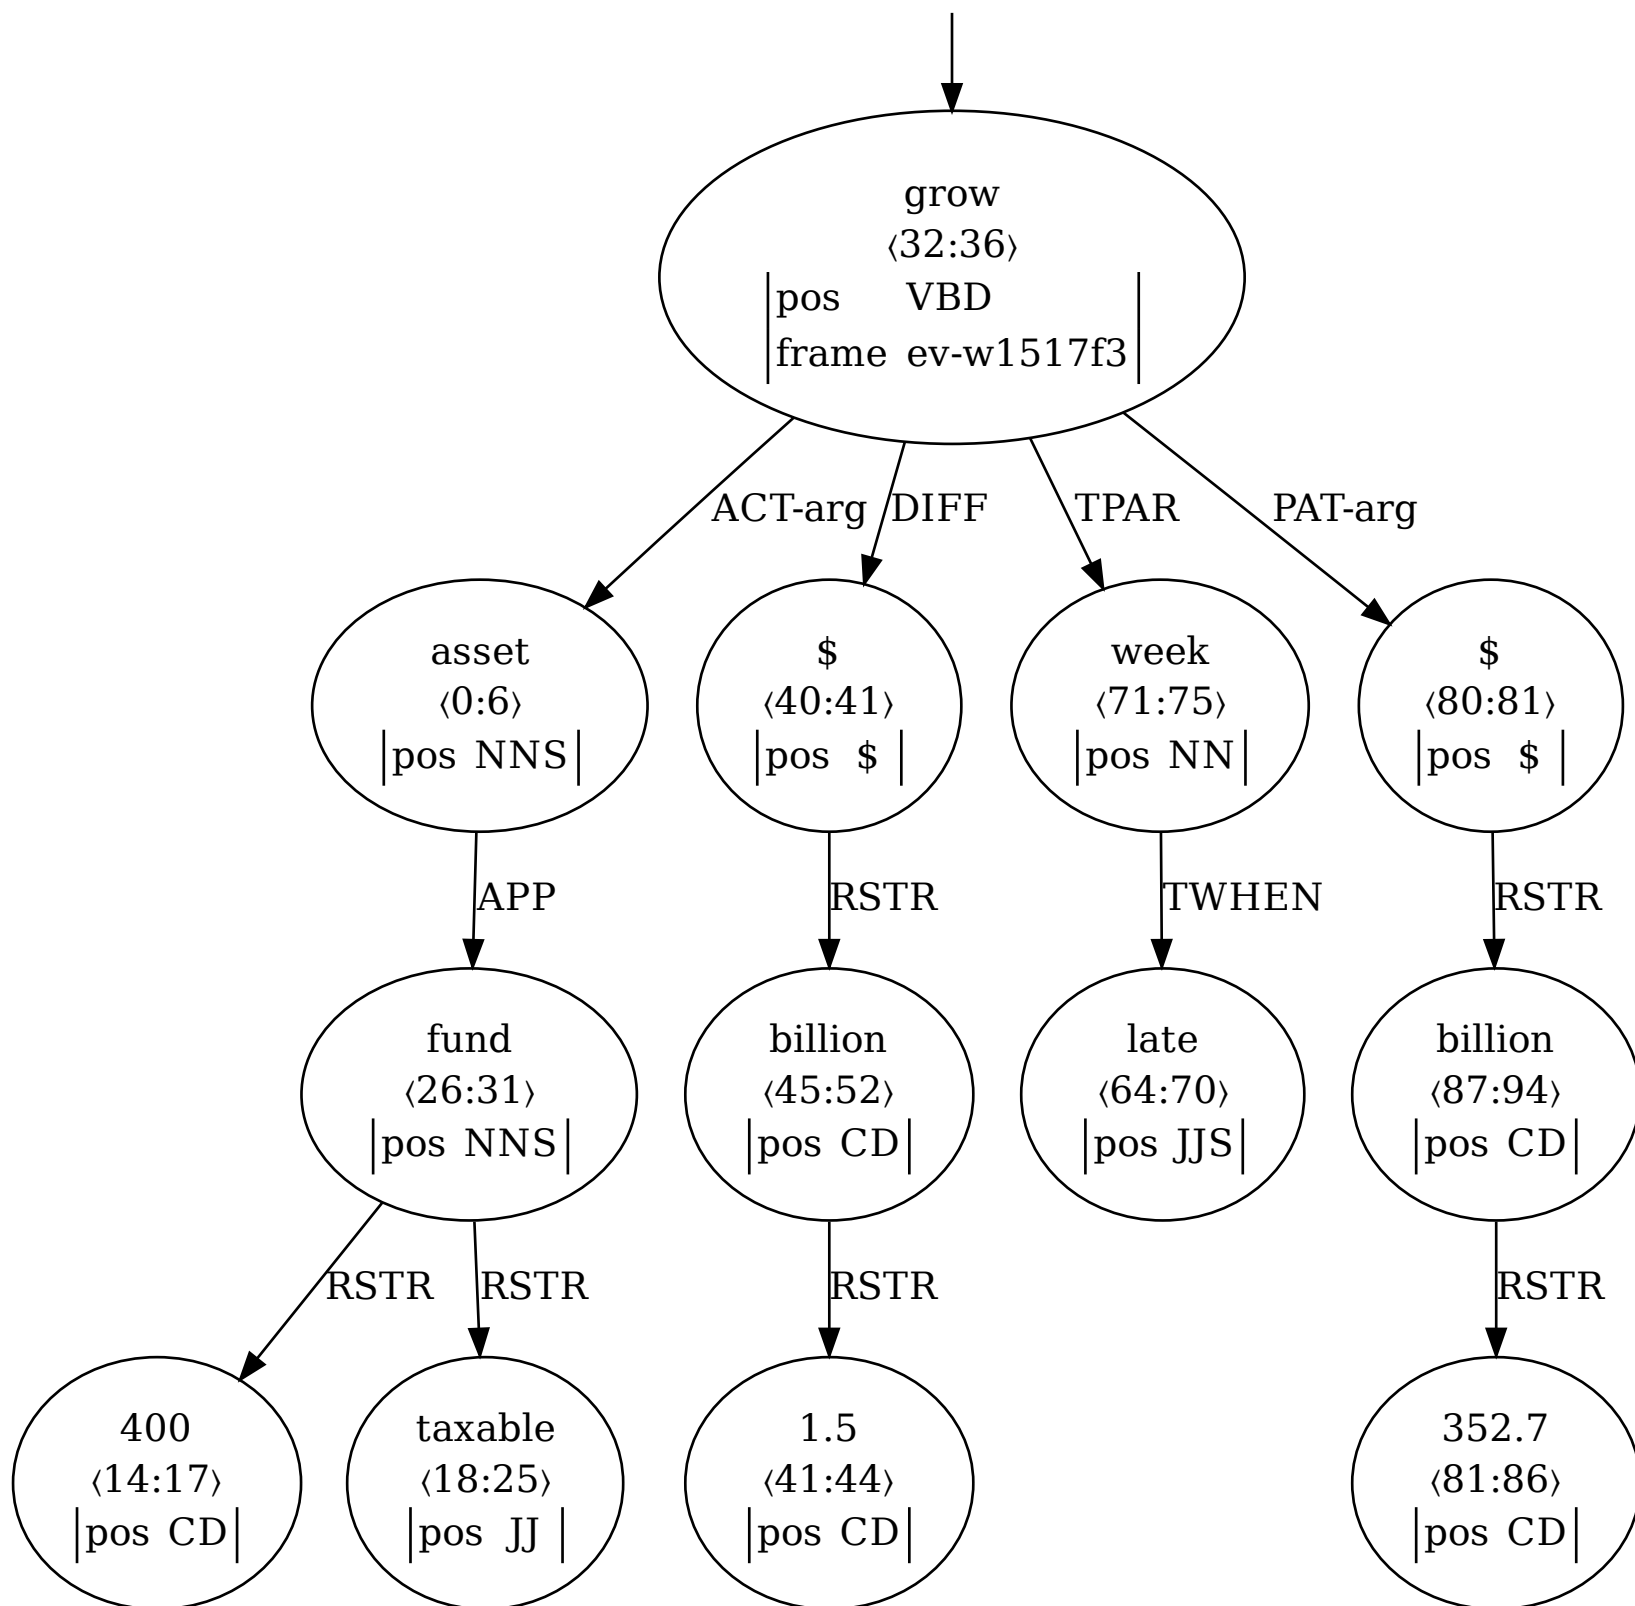 grow
⟨32:36⟩
pos VBD
frame ev-w1517f3
ACT-arg DIFF TPAR PAT-arg
asset $ week $
⟨0:6⟩ ⟨40:41⟩ ⟨71:75⟩ ⟨80:81⟩
pos NNS pos $ pos NN pos $
APP RSTR TWHEN RSTR
fund billion late billion
⟨26:31⟩ ⟨45:52⟩ ⟨64:70⟩ ⟨87:94⟩
pos NNS pos CD pos JJS pos CD
RSTR RSTR RSTR RSTR
400 taxable 1.5 352.7
⟨14:17⟩ ⟨18:25⟩ ⟨41:44⟩ ⟨81:86⟩
pos CD pos JJ pos CD pos CD